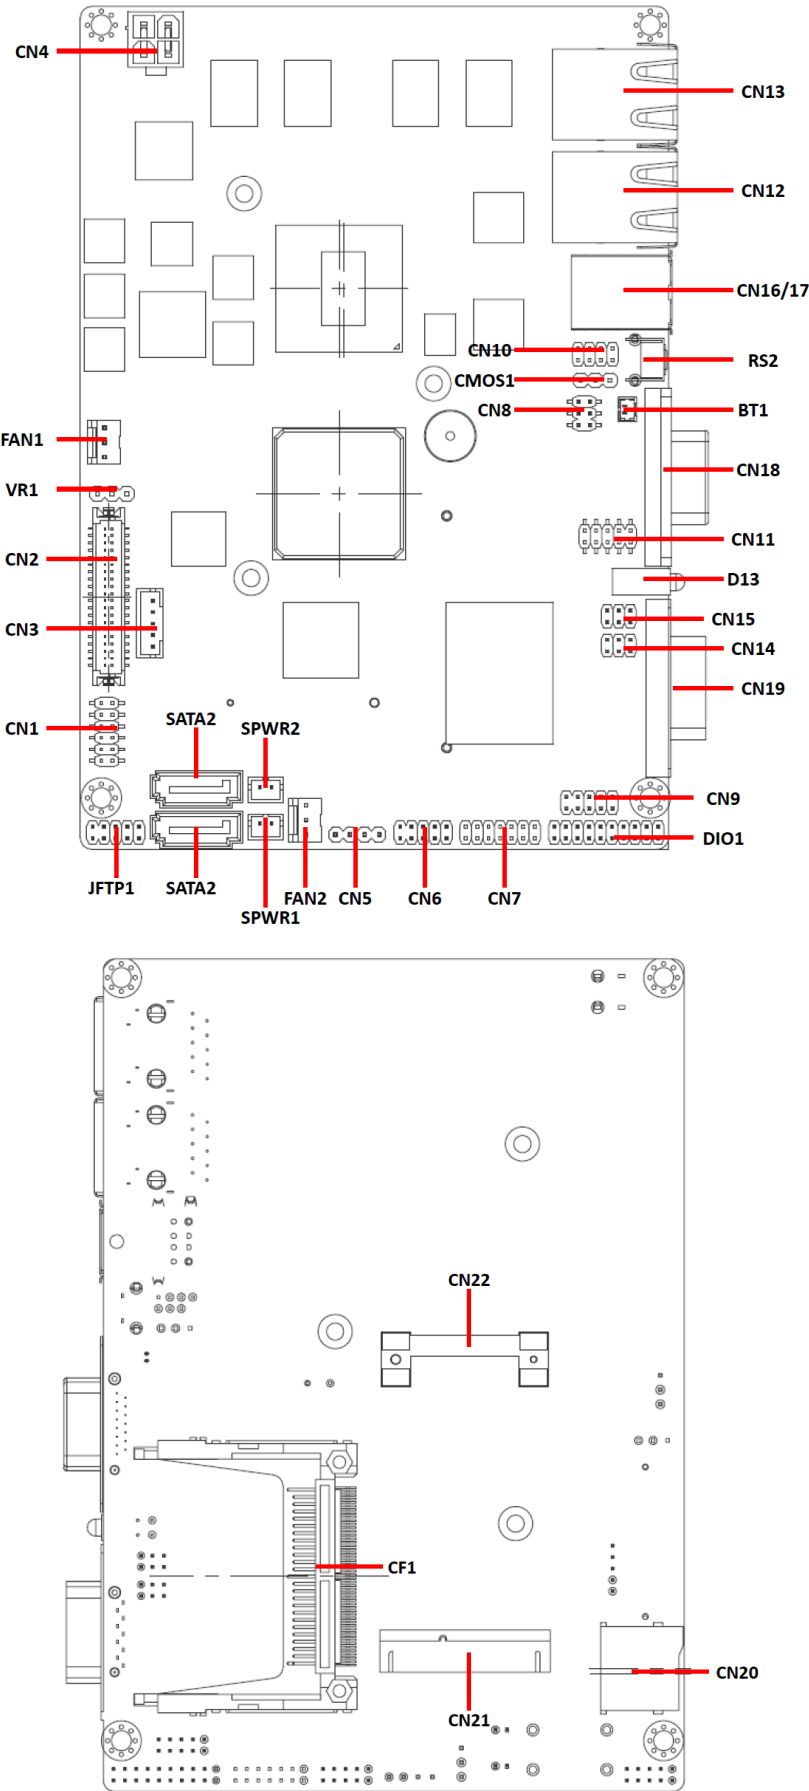 CN4
CN13
CN12
CN16/17
CN10
RS2
CMOS1
CN8
BT1
FAN1
CN18
VR1
CN11
CN2
D13
CN15
CN3
CN14
CN19
SATA2
CN1
SPWR2
CN9
DIO1
JFTP1
SATA2
FAN2
CN5
CN6
CN7
SPWR1
CN22
CF1
CN20
CN21